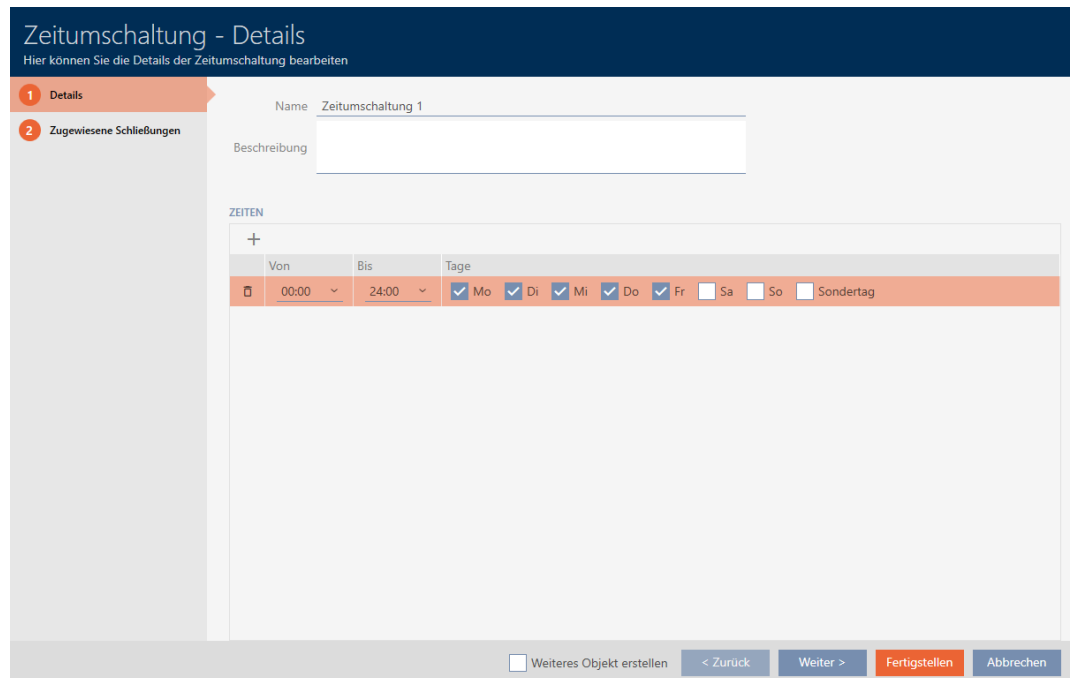 Zeitumschaltung - Details
Hier können Sie die Details der Zeitumschaltung bearbeiten
1 Details
2 Zugewiesene Schließungen
Name Zeitumschaltung 1
Beschreibung
ZEITEN
Von Bis Tage
00:00 24:00 Mo Di Mi Do Fr Sa So Sondertag
Weiteres Objekt erstellen < Zurück Weiter > Fertigstellen Abbrechen